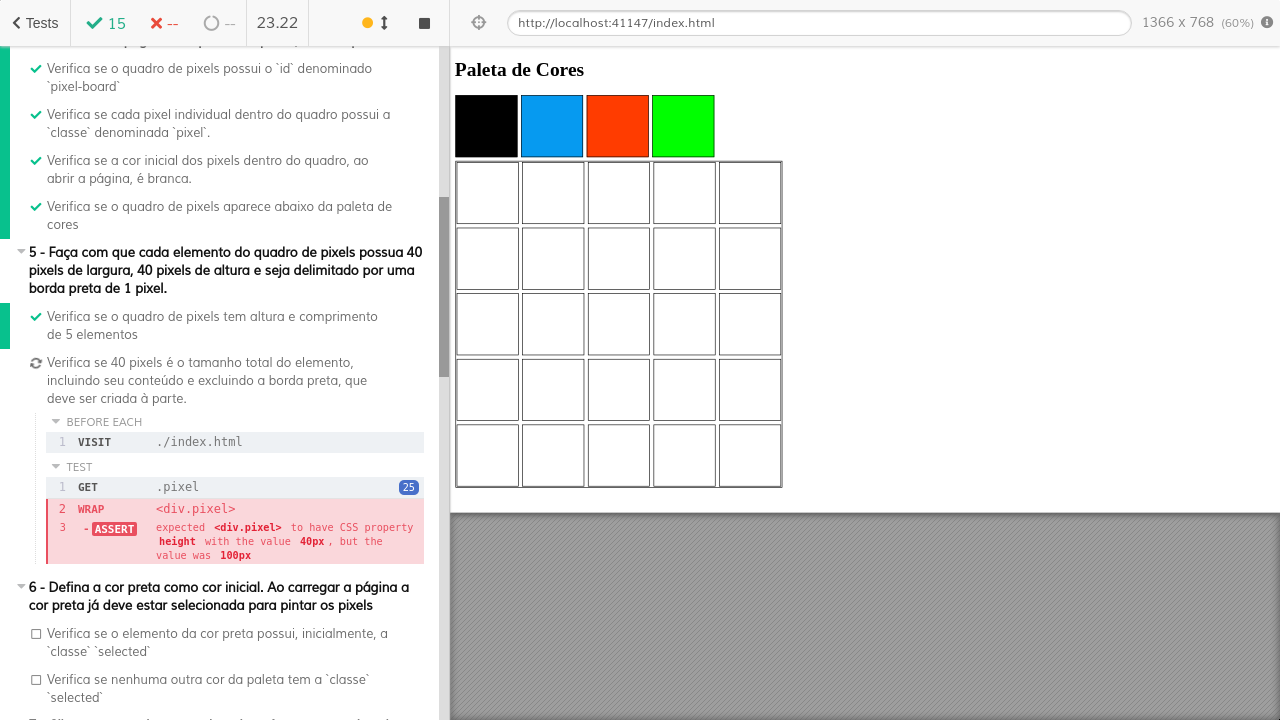 Tests
15
--
--
23.22
http://localhost:41147/index.html
1366 x 768 (60%)
Verifica se o quadro de pixels possui o `id` denominado
`pixel-board`
Verifica se cada pixel individual dentro do quadro possui a
`classe` denominada `pixel`.
Verifica se a cor inicial dos pixels dentro do quadro, ao
abrir a página, é branca.
Verifica se o quadro de pixels aparece abaixo da paleta de
cores
5 - Faça com que cada elemento do quadro de pixels possua 40
pixels de largura, 40 pixels de altura e seja delimitado por uma
borda preta de 1 pixel.
Verifica se o quadro de pixels tem altura e comprimento
de 5 elementos
Verifica se 40 pixels é o tamanho total do elemento,
incluindo seu conteúdo e excluindo a borda preta, que
deve ser criada à parte.
BEFORE EACH
1 VISIT ./index.html
TEST
1 GET .pixel 25
2 WRAP <div.pixel>
3 -ASSERT expected <div.pixel> to have CSS property
height with the value 40px, but the
value was 100px
6 - Defina a cor preta como cor inicial. Ao carregar a página a
cor preta já deve estar selecionada para pintar os pixels
Verifica se o elemento da cor preta possui, inicialmente, a
`classe` `selected`
Verifica se nenhuma outra cor da paleta tem a `classe`
`selected`
Paleta de Cores